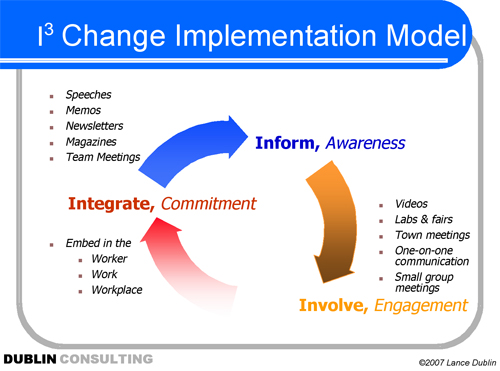 I³ Change Implementation Model
Speeches
Memos
Newsletters
Magazines
Team Meetings
Inform, Awareness
Integrate, Commitment
Videos
Labs & fairs
Town meetings
One-on-one
communication
Small group
meetings
Embed in the
Worker
Work
Workplace
Involve, Engagement
DUBLIN CONSULTING
©2007 Lance Dublin